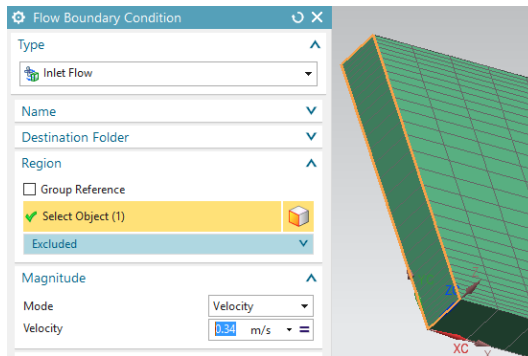 Flow Boundary Condition
Type
Inlet Flow
Name
Destination Folder
Region
Group Reference
Select Object (1)
Excluded
Magnitude
Mode Velocity
Velocity 0.34 m/s
XC